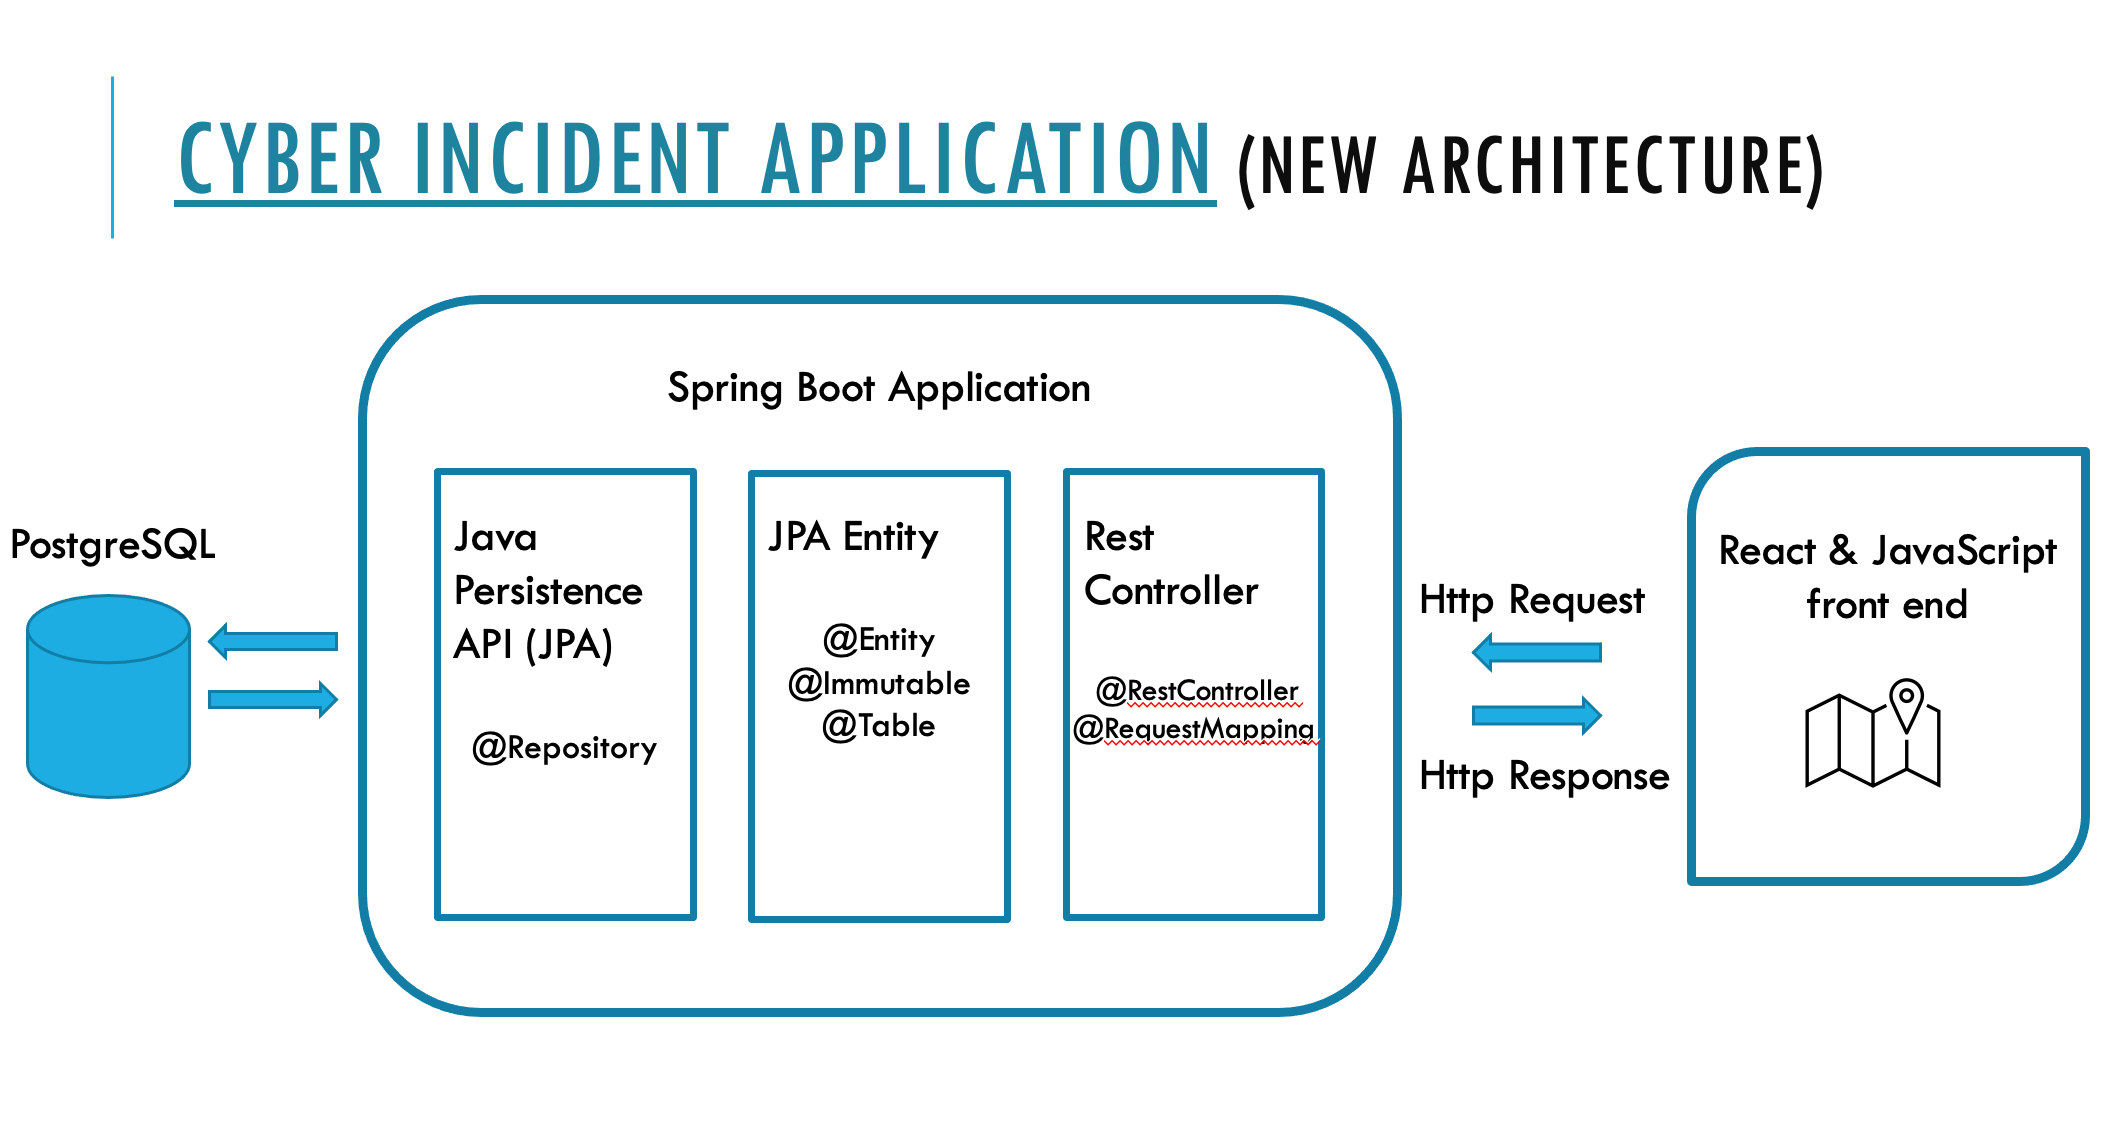 CYBER INCIDENT APPLICATION (NEW ARCHITECTURE)
PostgreSQL
Spring Boot Application
Java
Persistence
API (JPA)
@Repository
JPA Entity
@Entity
@Immutable
@Table
Rest
Controller
@RestController
@RequestMapping
Http Request
Http Response
React & JavaScript
front end